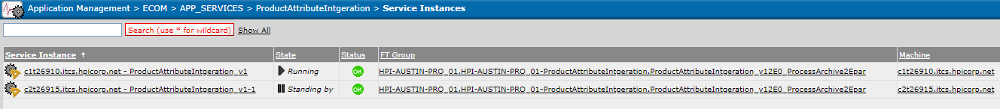 Application Management > ECOM > APP_SERVICES > ProductAttributeIntgeration > Service Instances
Search (use * for wildcard) Show All
Service Instance ↑ State Status FT Group Machine
c1t26910.itcs.hpicorp.net - ProductAttributeIntgeration_v1 Running OK HPI-AUSTIN-PRO_01.HPI-AUSTIN-PRO_01-ProductAttributeIntgeration.ProductAttributeIntgeration_v12E0_ProcessArchive2Epar c1t26910.itcs.hpicorp.net
c2t26915.itcs.hpicorp.net - ProductAttributeIntgeration_v1-1 Standing by OK HPI-AUSTIN-PRO_01.HPI-AUSTIN-PRO_01-ProductAttributeIntgeration.ProductAttributeIntgeration_v12E0_ProcessArchive2Epar c2t26915.itcs.hpicorp.net